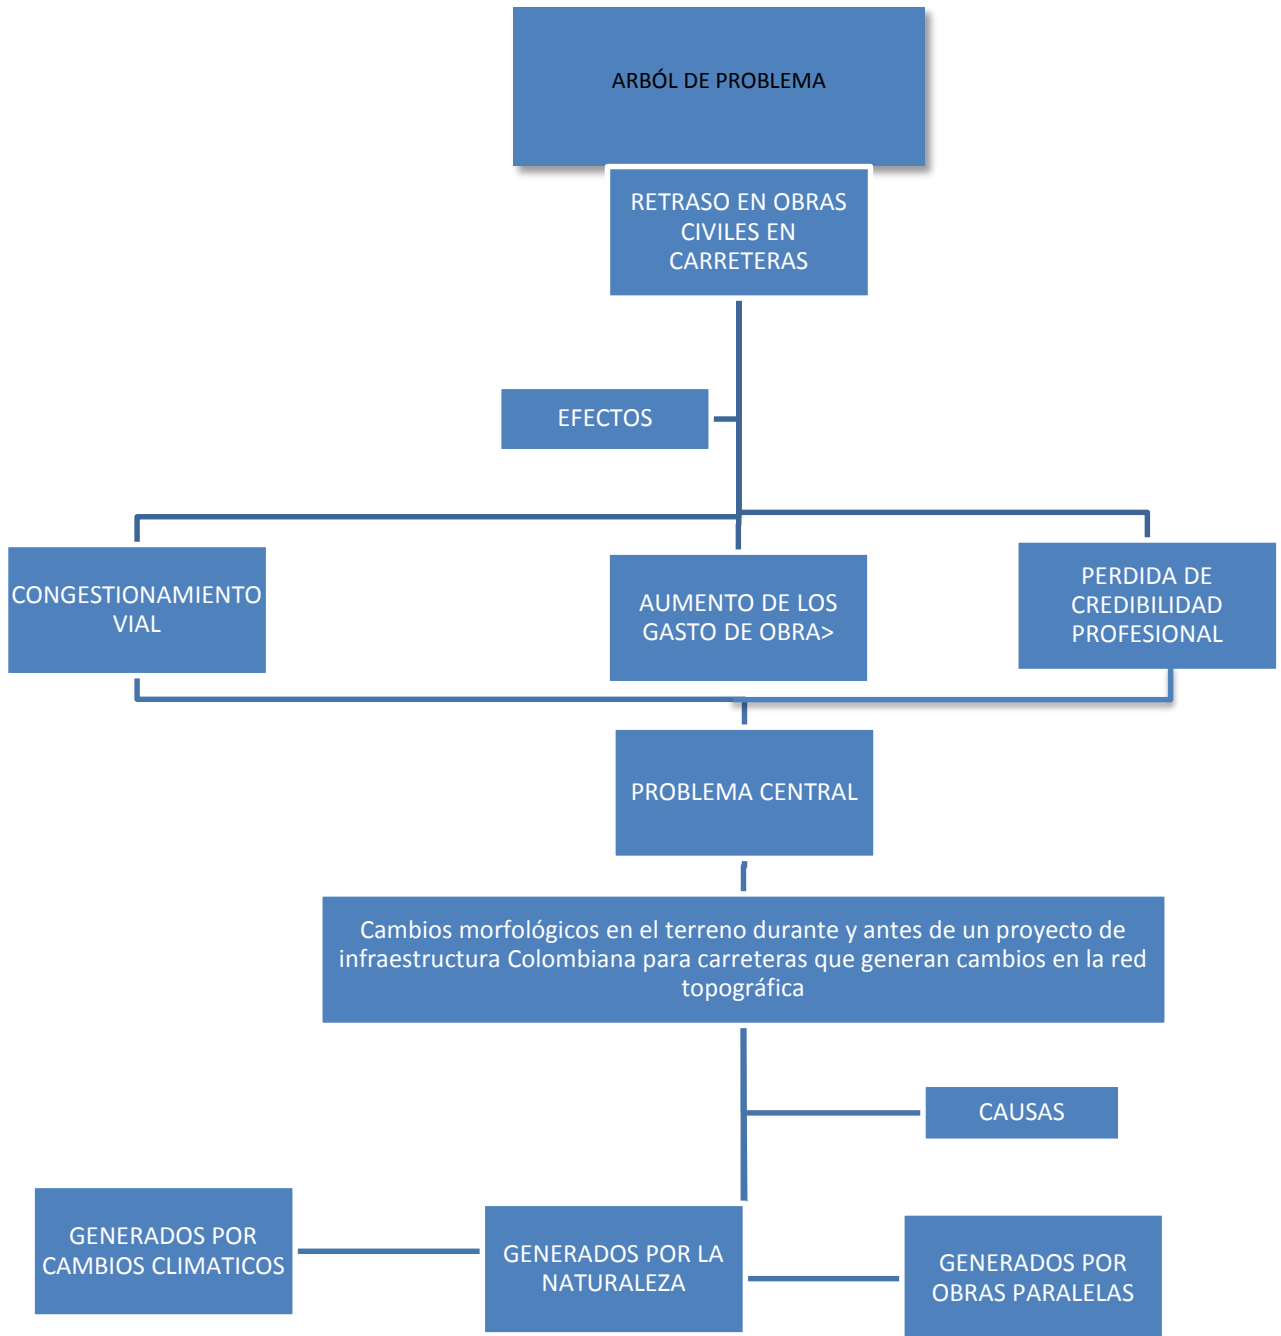 ARBÓL DE PROBLEMA
RETRASO EN OBRAS
CIVILES EN
CARRETERAS
EFECTOS
CONGESTIONAMIENTO
VIAL
AUMENTO DE LOS
GASTO DE OBRA>
PERDIDA DE
CREDIBILIDAD
PROFESIONAL
PROBLEMA CENTRAL
Cambios morfológicos en el terreno durante y antes de un proyecto de
infraestructura Colombiana para carreteras que generan cambios en la red
topográfica
CAUSAS
GENERADOS POR
CAMBIOS CLIMATICOS
GENERADOS POR LA
NATURALEZA
GENERADOS POR
OBRAS PARALELAS